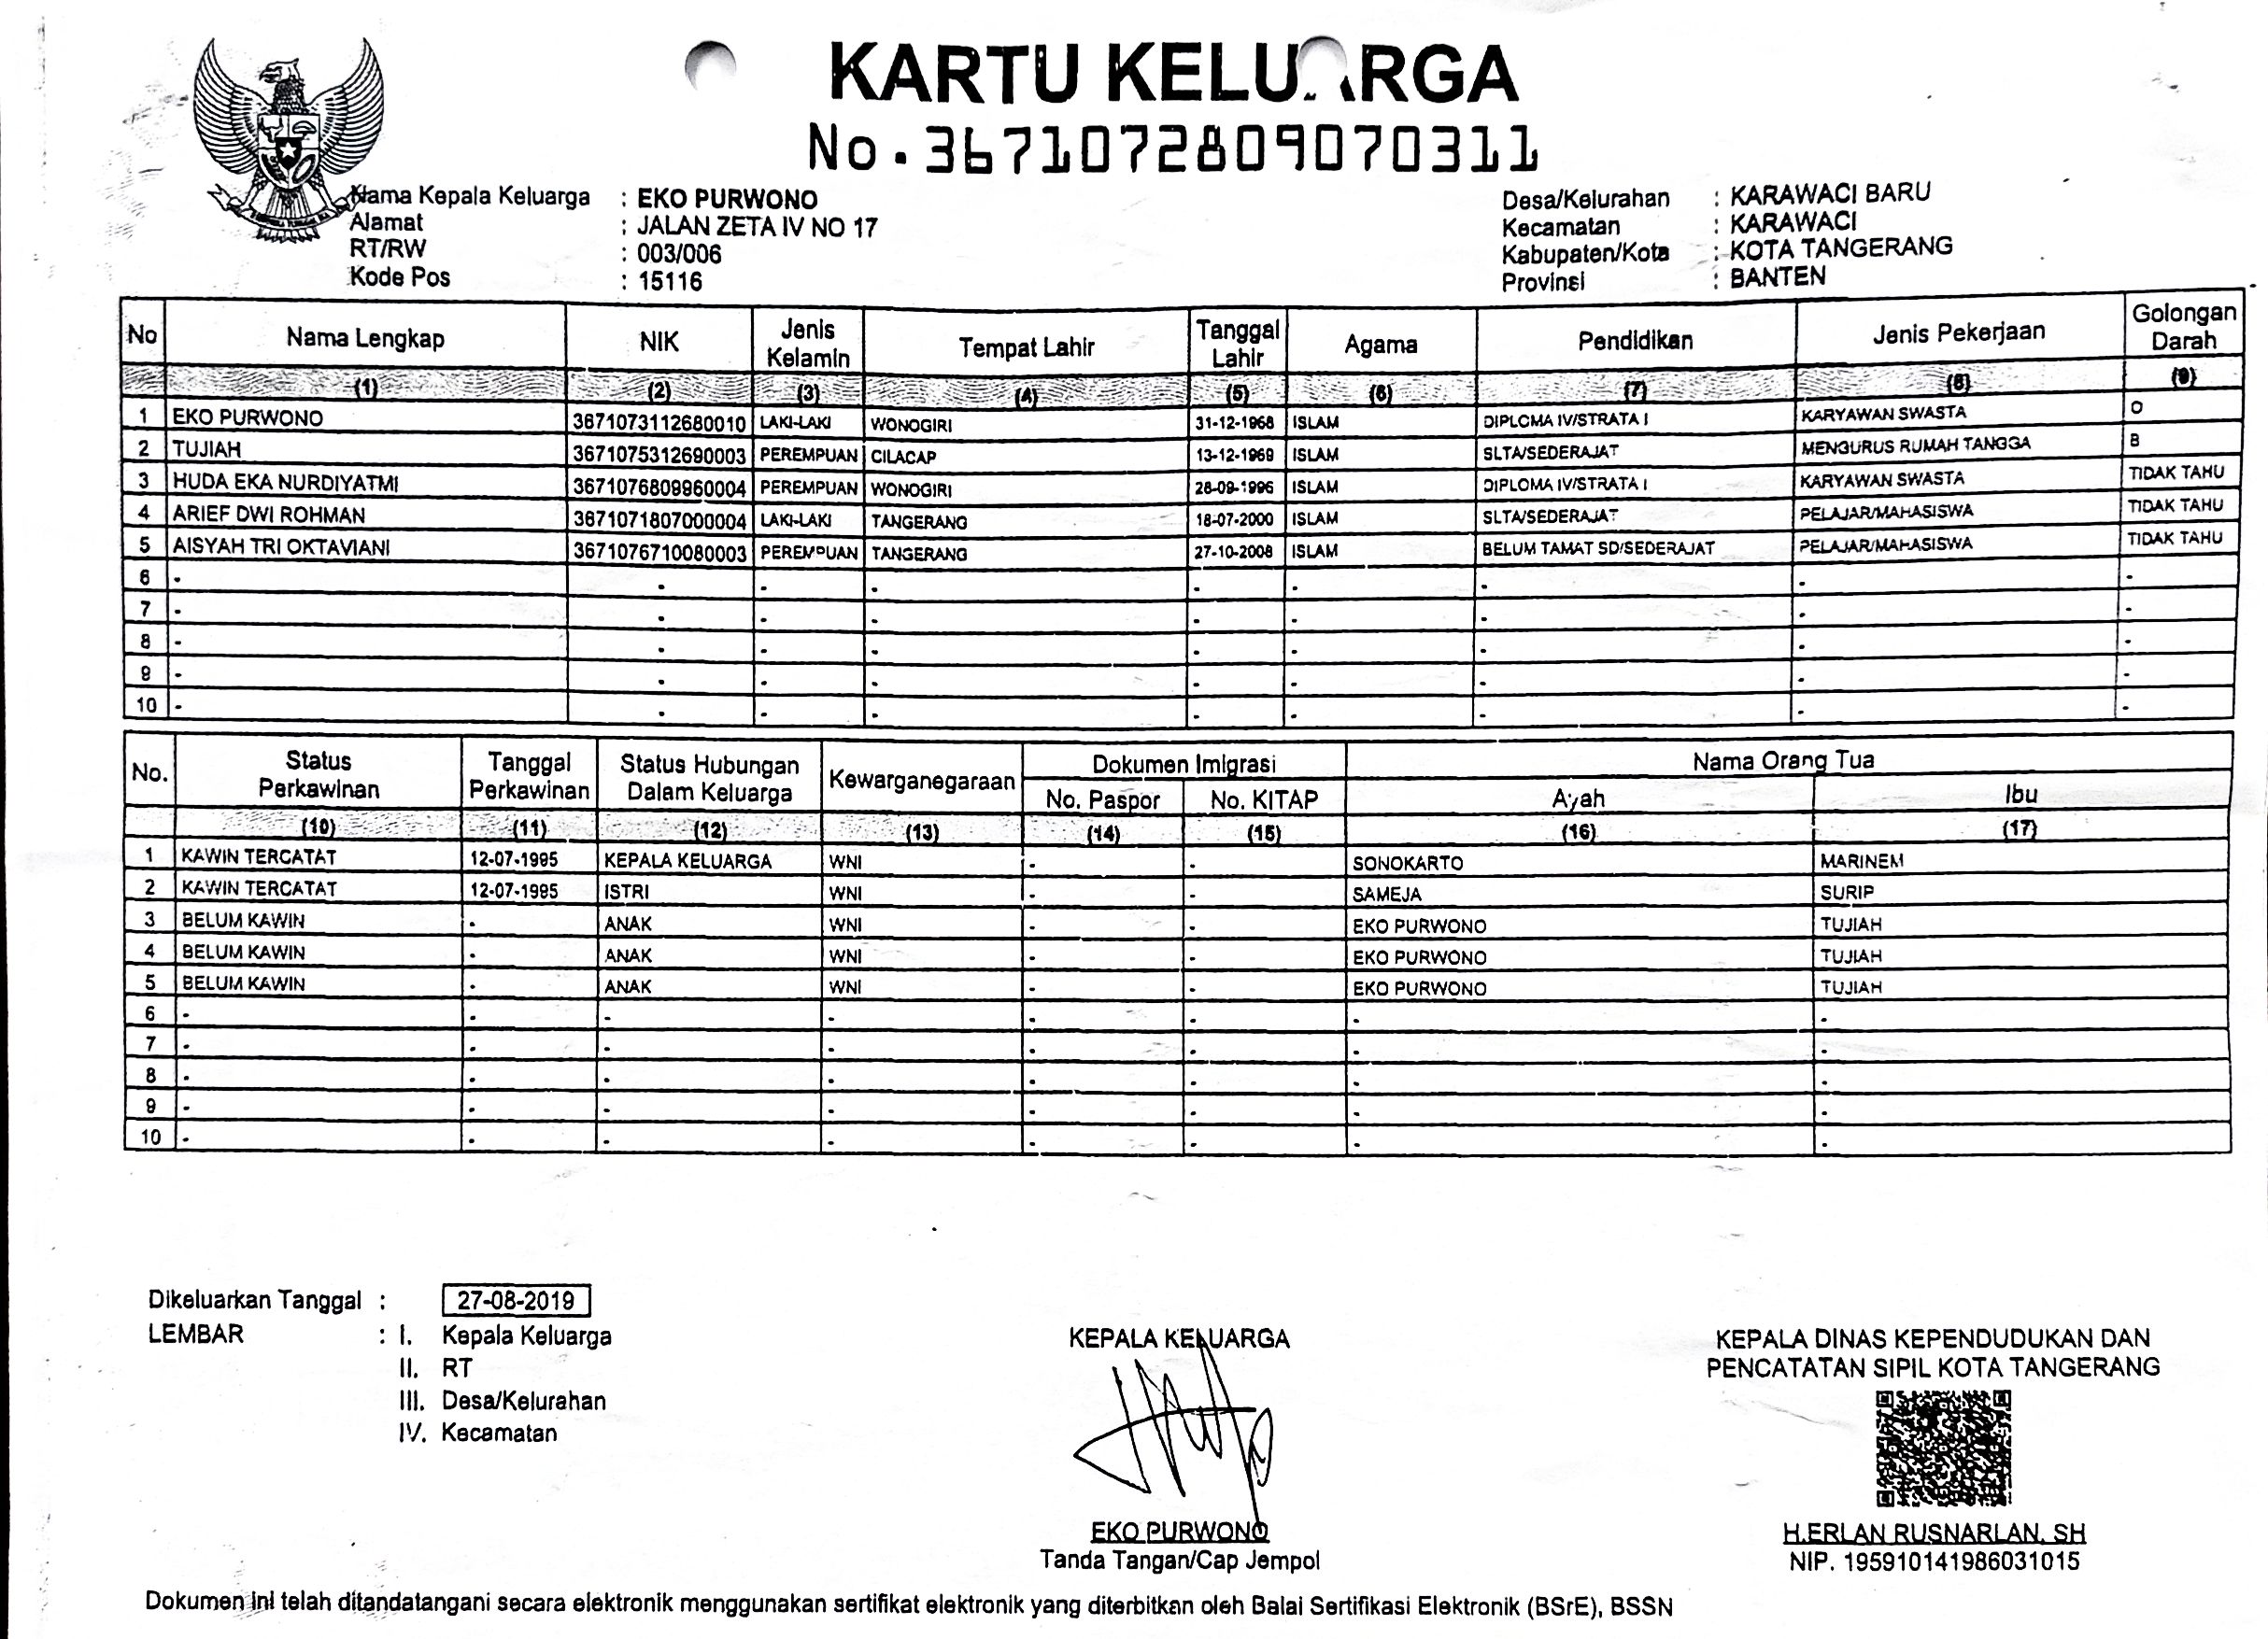 KARTU KELUARGA
No. 3671072809070311
Nama Kepala Keluarga : EKO PURWONO
Alamat : JALAN ZETA IV NO 17
RT/RW : 003/006
Kode Pos : 15116
Desa/Kelurahan : KARAWACI BARU
Kecamatan : KARAWACI
Kabupaten/Kota : KOTA TANGERANG
Provinsi : BANTEN
No Nama Lengkap NIK Jenis Kelamin Tempat Lahir Tanggal Lahir Agama Pendidikan Jenis Pekerjaan Golongan Darah
(1) (2) (3) (4) (5) (6) (7) (8) (9)
1 EKO PURWONO 3671073112680010 LAKI-LAKI WONOGIRI 31-12-1968 ISLAM DIPLOMA IV/STRATA I KARYAWAN SWASTA O
2 TUJIAH 3671075312690003 PEREMPUAN CILACAP 13-12-1969 ISLAM SLTA/SEDERAJAT MENGURUS RUMAH TANGGA B
3 HUDA EKA NURDIYATMI 3671076809960004 PEREMPUAN WONOGIRI 28-09-1996 ISLAM DIPLOMA IV/STRATA I KARYAWAN SWASTA TIDAK TAHU
4 ARIEF DWI ROHMAN 3671071807000004 LAKI-LAKI TANGERANG 18-07-2000 ISLAM SLTA/SEDERAJAT PELAJAR/MAHASISWA TIDAK TAHU
5 AISYAH TRI OKTAVIANI 3671076710080003 PEREMPUAN TANGERANG 27-10-2008 ISLAM BELUM TAMAT SD/SEDERAJAT PELAJAR/MAHASISWA TIDAK TAHU
6 - - - - - - - - -
7 - - - - - - - - -
8 - - - - - - - - -
9 - - - - - - - - -
10 - - - - - - - - -
No. Status Perkawinan Tanggal Perkawinan Status Hubungan Dalam Keluarga Kewarganegaraan Dokumen Imigrasi Nama Orang Tua
No. Paspor No. KITAP Ayah Ibu
(10) (11) (12) (13) (14) (15) (16) (17)
1 KAWIN TERCATAT 12-07-1995 KEPALA KELUARGA WNI - - SONOKARTO MARINEM
2 KAWIN TERCATAT 12-07-1995 ISTRI WNI - - SAMEJA SURIP
3 BELUM KAWIN - ANAK WNI - - EKO PURWONO TUJIAH
4 BELUM KAWIN - ANAK WNI - - EKO PURWONO TUJIAH
5 BELUM KAWIN - ANAK WNI - - EKO PURWONO TUJIAH
6 - - - - - - - -
7 - - - - - - - -
8 - - - - - - - -
9 - - - - - - - -
10 - - - - - - - -
Dikeluarkan Tanggal : 27-08-2019
LEMBAR : I. Kepala Keluarga
II. RT
III. Desa/Kelurahan
IV. Kecamatan
KEPALA KELUARGA
EKO PURWONO
Tanda Tangan/Cap Jempol
KEPALA DINAS KEPENDUDUKAN DAN
PENCATATAN SIPIL KOTA TANGERANG
H.ERLAN RUSNARLAN, SH
NIP. 195910141986031015
Dokumen ini telah ditandatangani secara elektronik menggunakan sertifikat elektronik yang diterbitkan oleh Balai Sertifikasi Elektronik (BSrE), BSSN